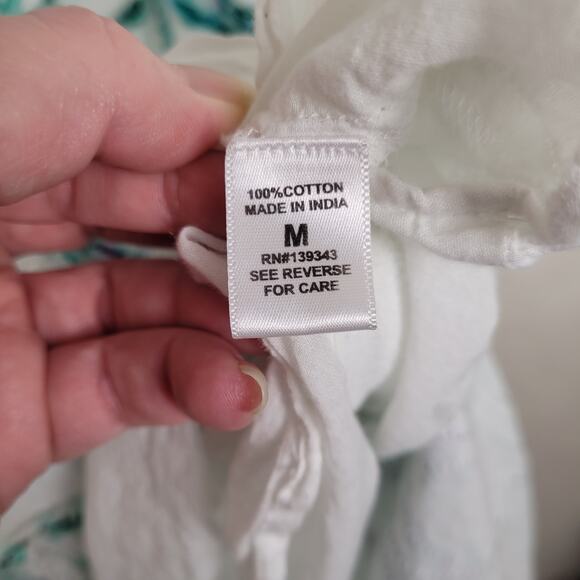 100%COTTON
MADE IN INDIA
M
RN#139343
SEE REVERSE
FOR CARE